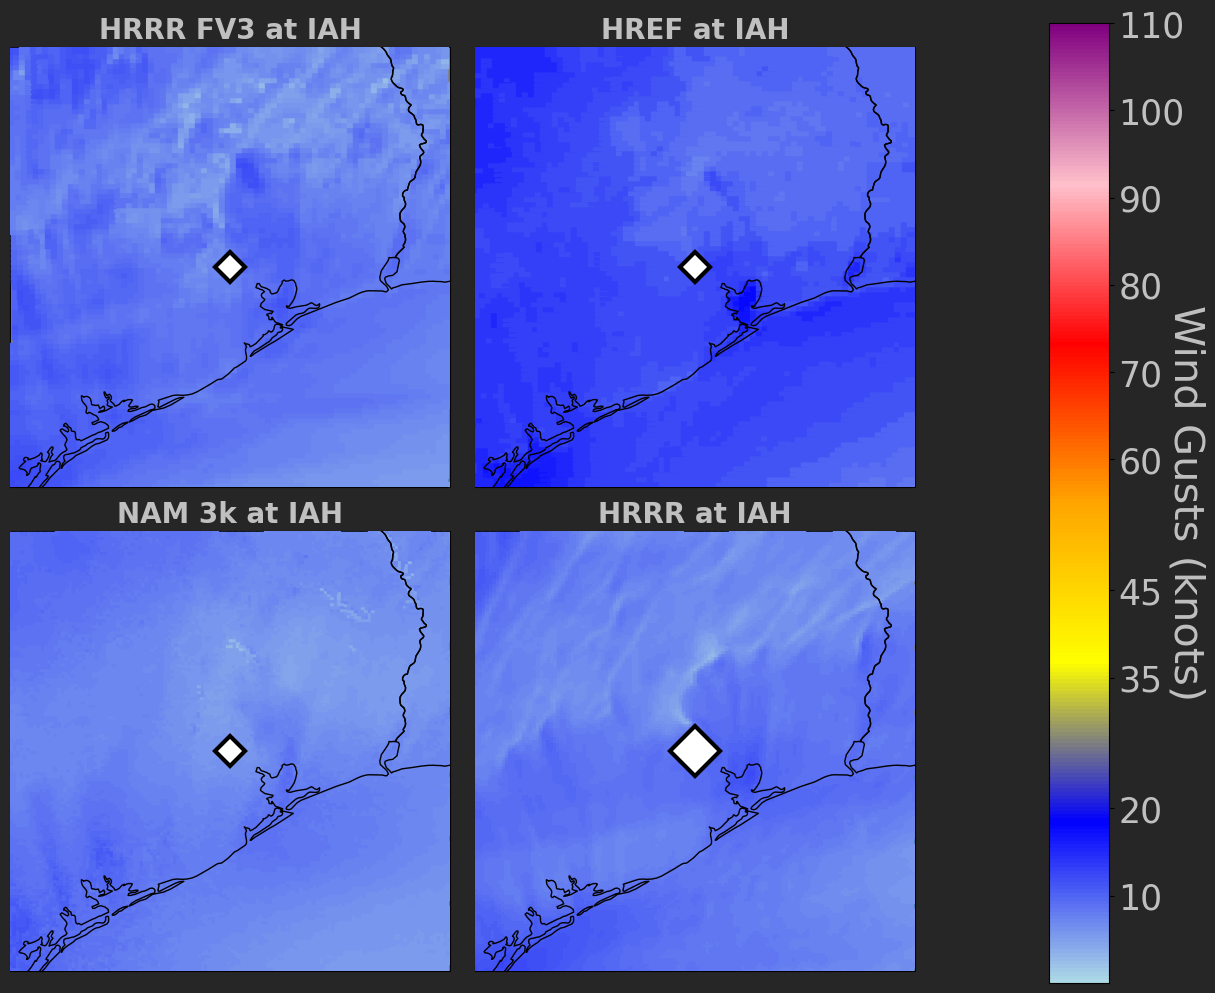 HRRR FV3 at IAH
HREF at IAH
NAM 3k at IAH
HRRR at IAH
110
100
90
80
70
60
45
35
20
10
Wind Gusts (knots)